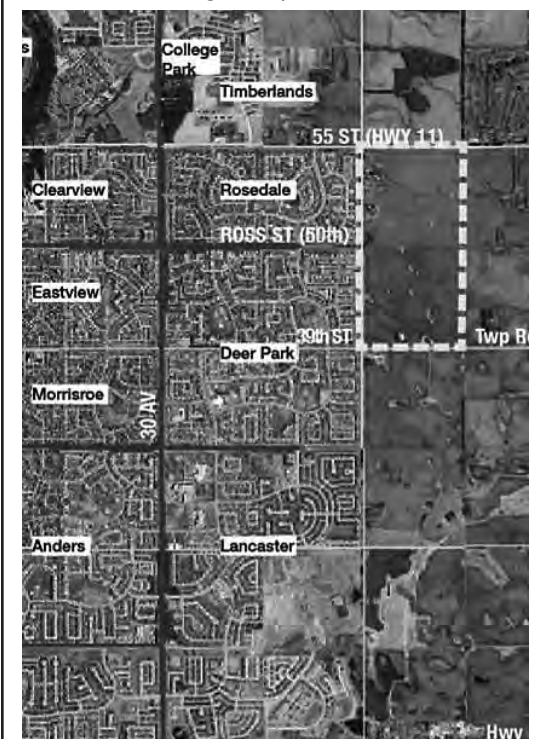 s
College
Park
Timberlands
55 ST (HWY 11)
Clearview
Rosedale
ROSS ST (50th)
Eastview
39th ST
Twp R
Deer Park
Morrisroe
30 AV
Anders
Lancaster
Hwy